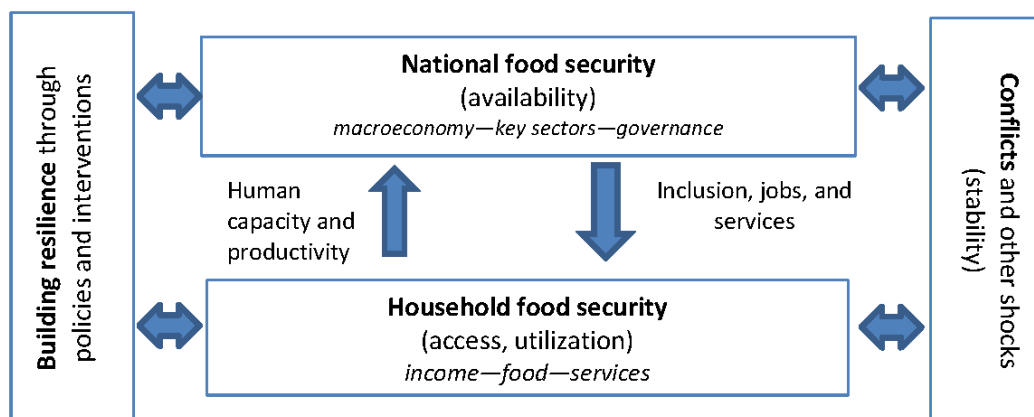 Building resilience through
policies and interventions
National food security
(availability)
macroeconomy—key sectors—governance
Human
capacity and
productivity
Inclusion, jobs, and
services
Household food security
(access, utilization)
income—food—services
Conflicts and other shocks
(stability)